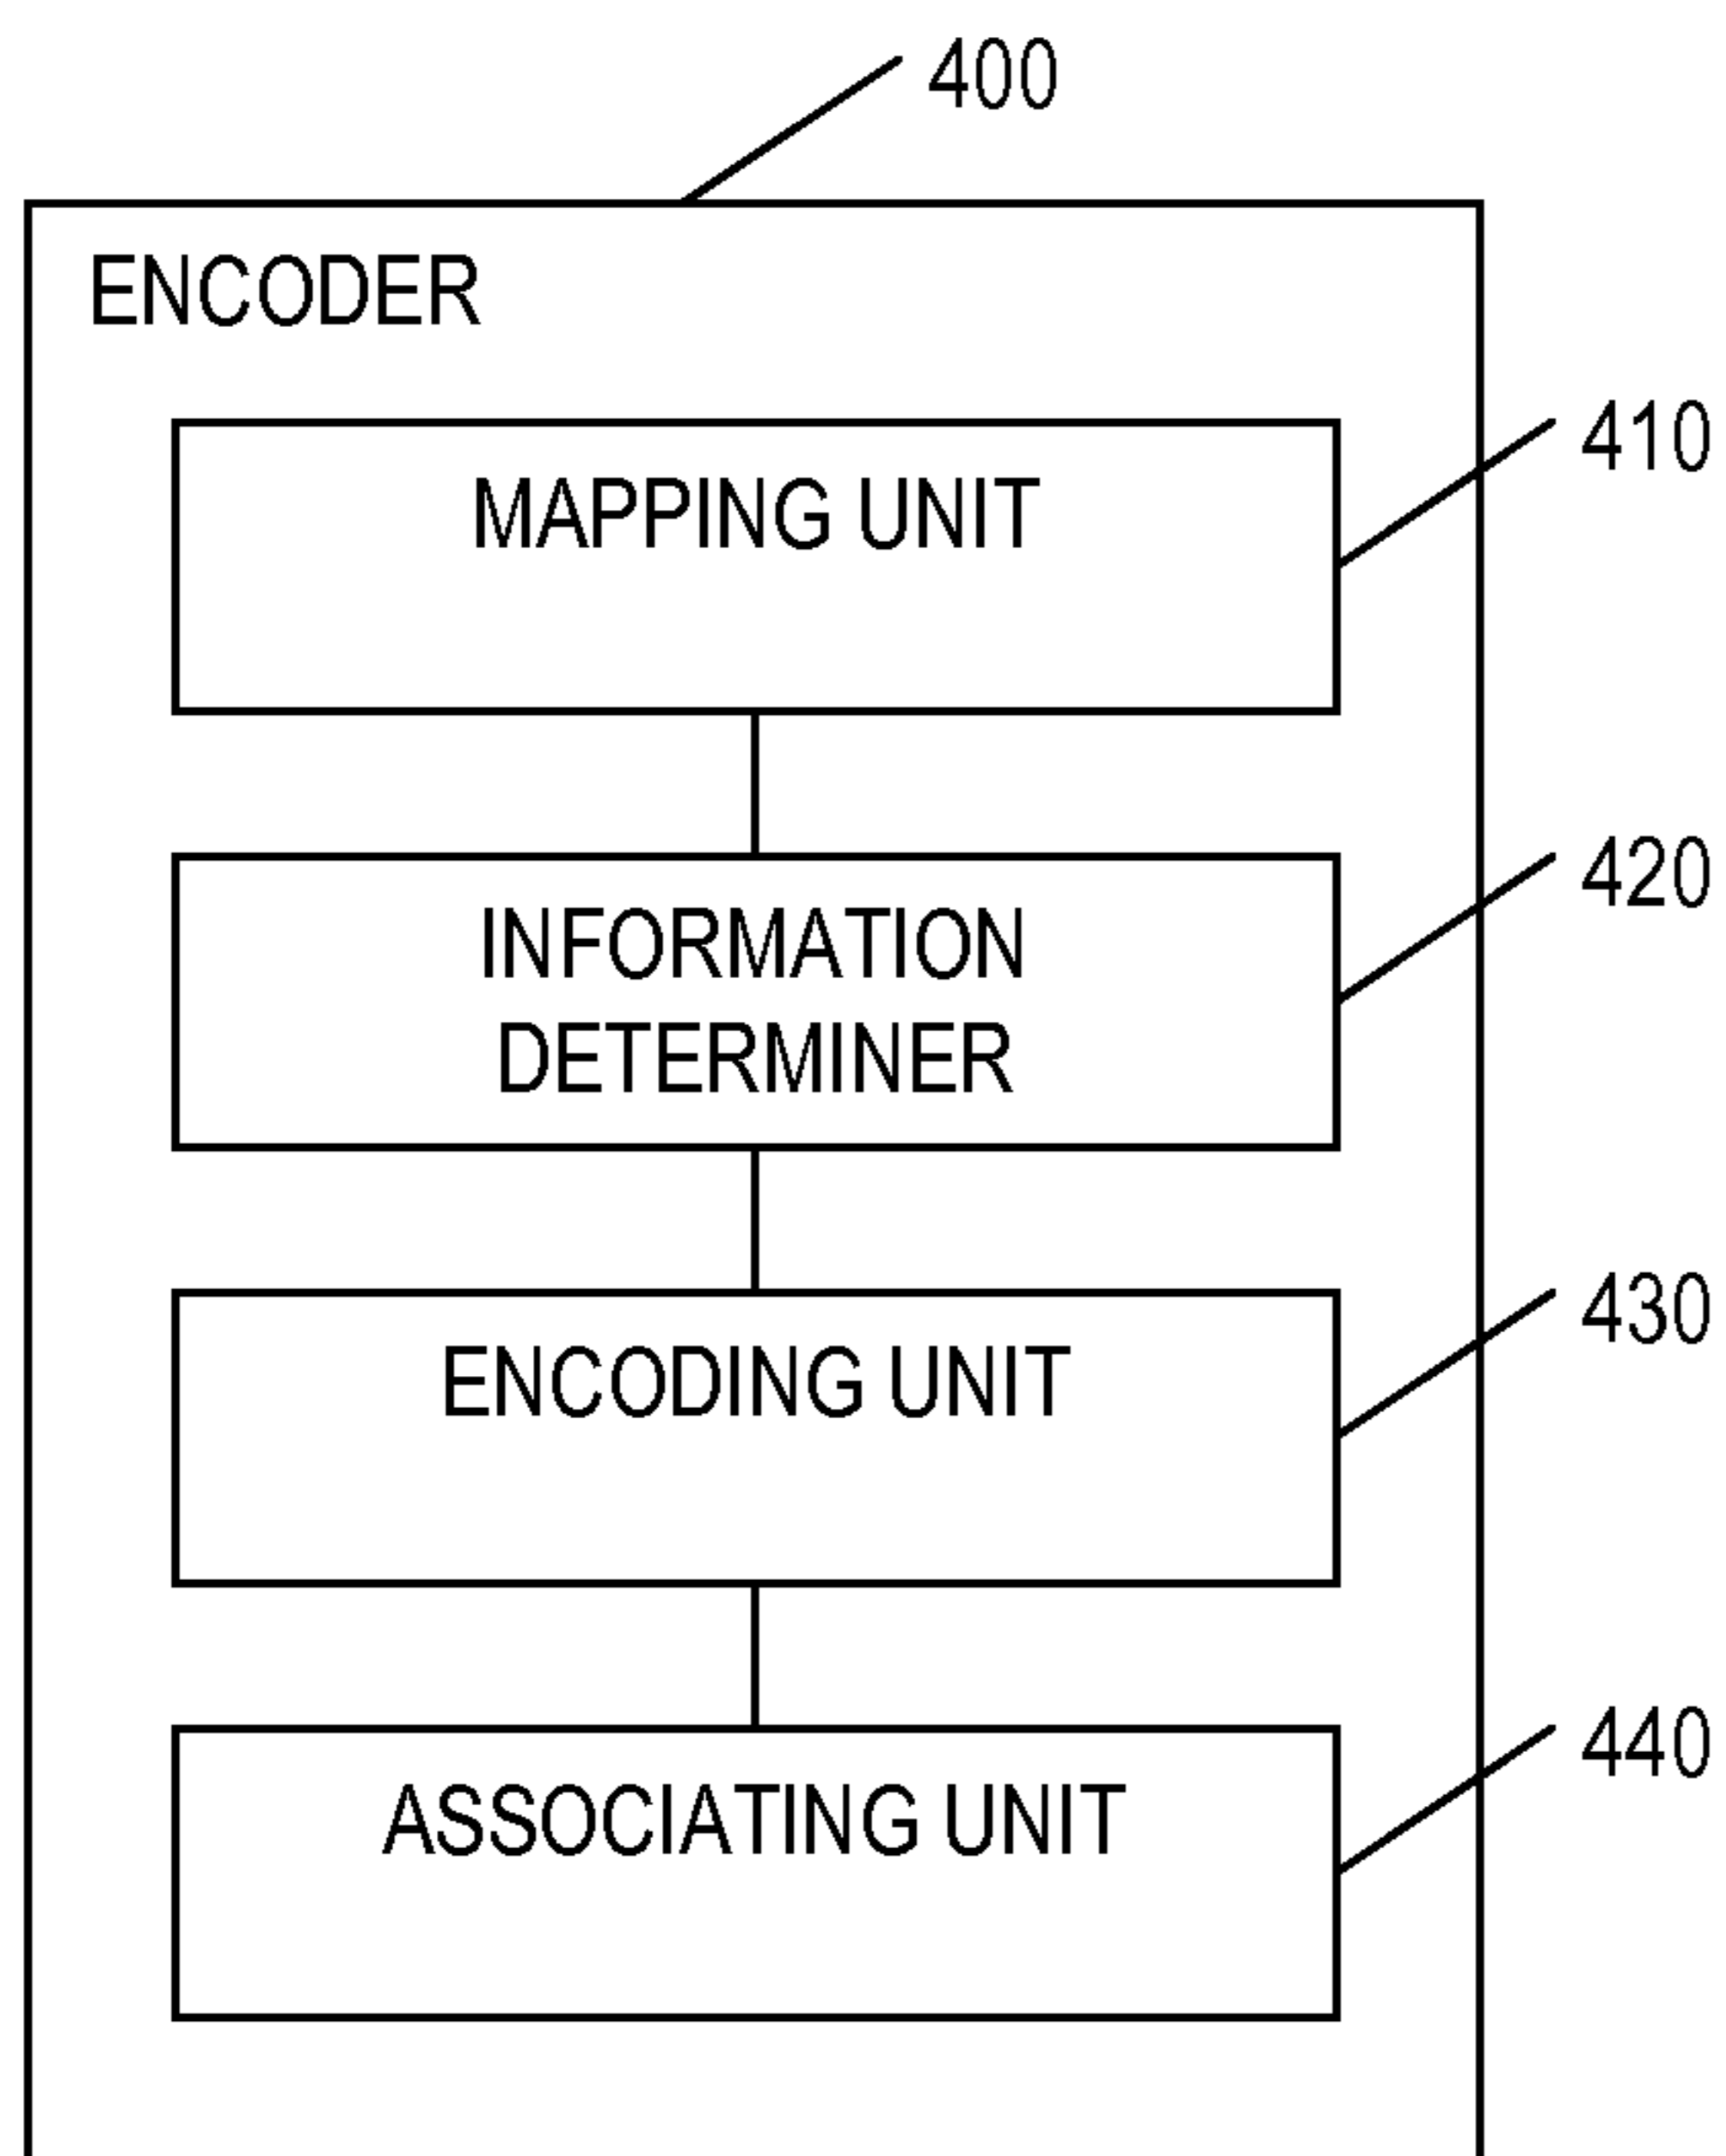 400
ENCODER
410
MAPPING UNIT
420
INFORMATION
DETERMINER
430
ENCODING UNIT
440
ASSOCIATING UNIT